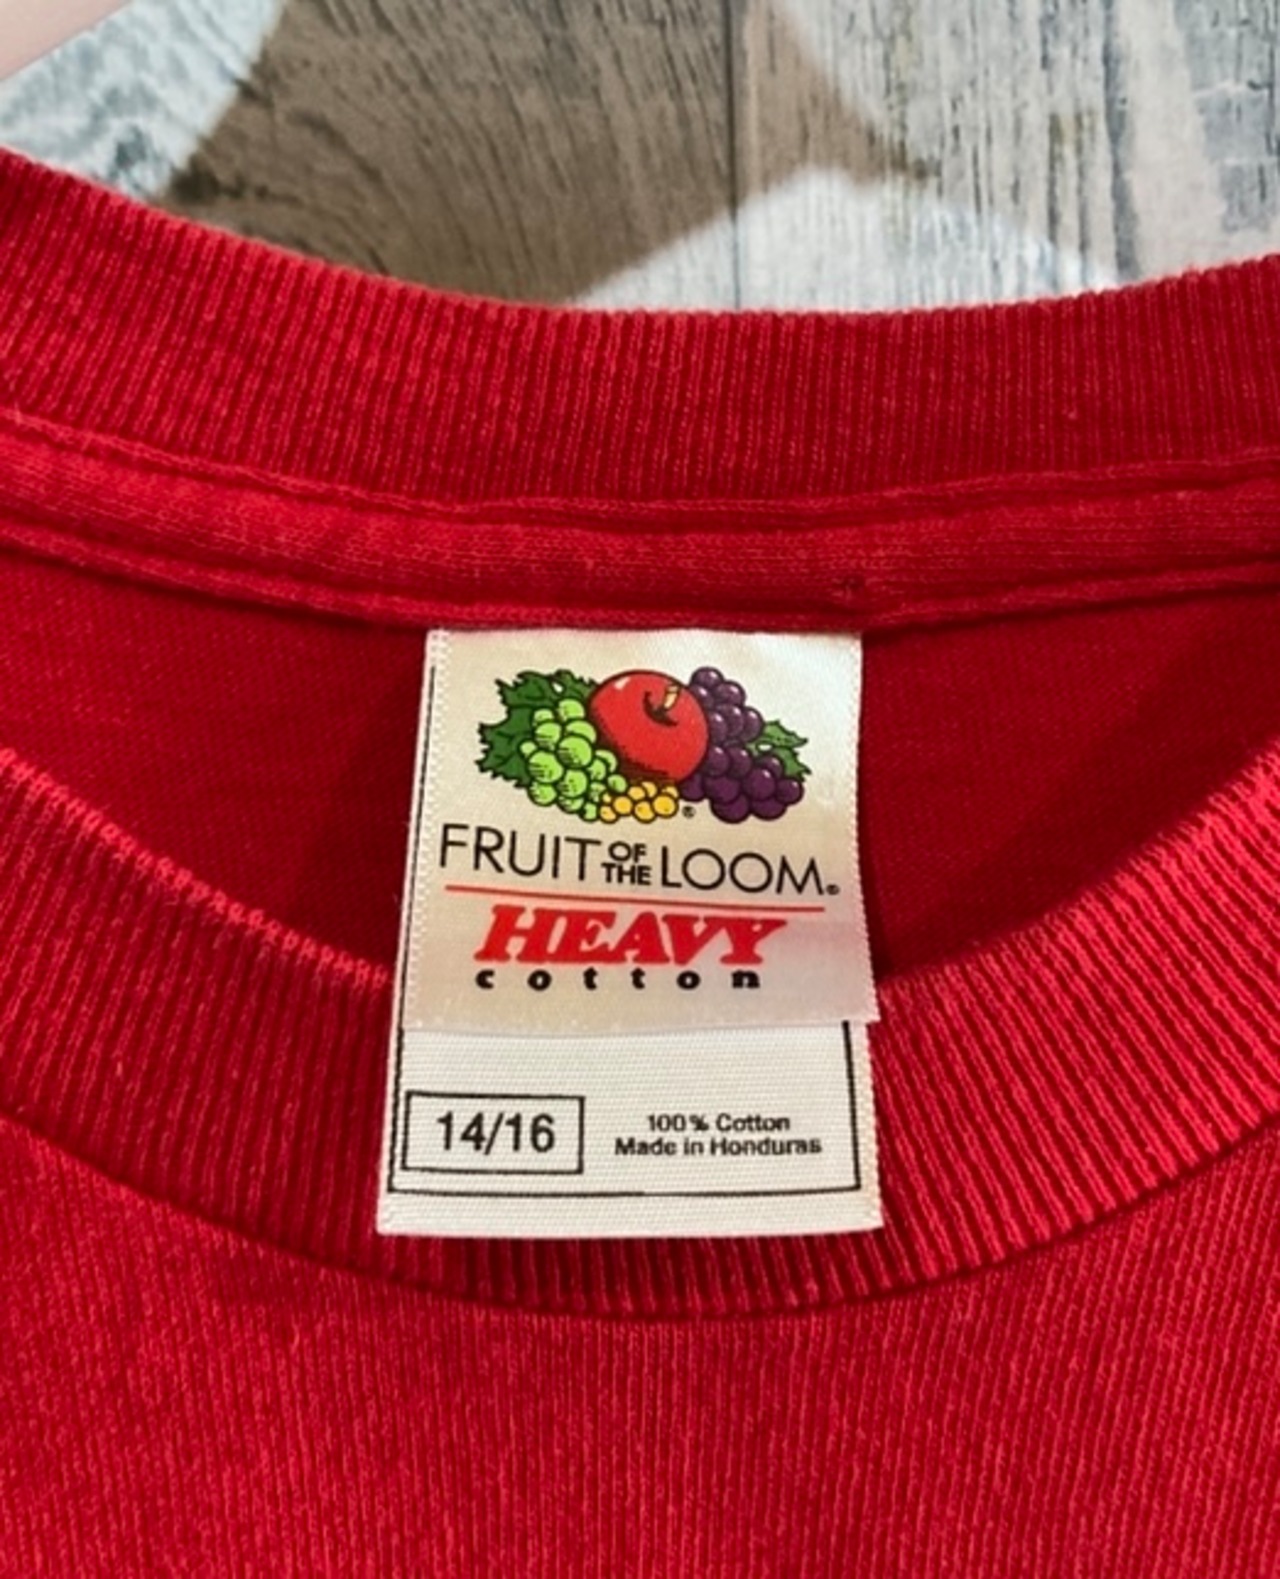 ®
FRUIT OF THE LOOM®
HEAVY
cotton
14/16
100% Cotton
Made in Honduras